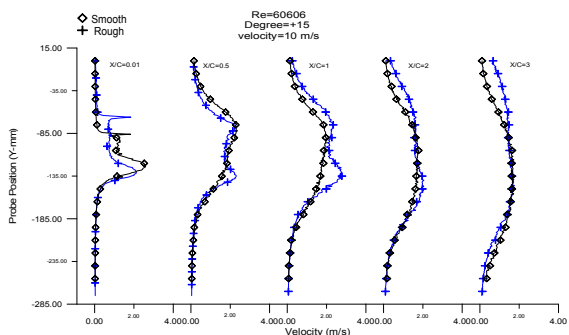 Re=60606
Degree=+15
velocity=10 m/s
Smooth
Rough
X/C=0.01
X/C=0.5
X/C=1
X/C=2
X/C=3
15.00
-35.00
-85.00
-135.00
-185.00
-235.00
-285.00
Probe Position (Y-mm)
0.00 2.00 4.000.00 2.00 4.000.00 2.00 4.000.00 2.00 4.000.00 2.00 4.00
Velocity m/s